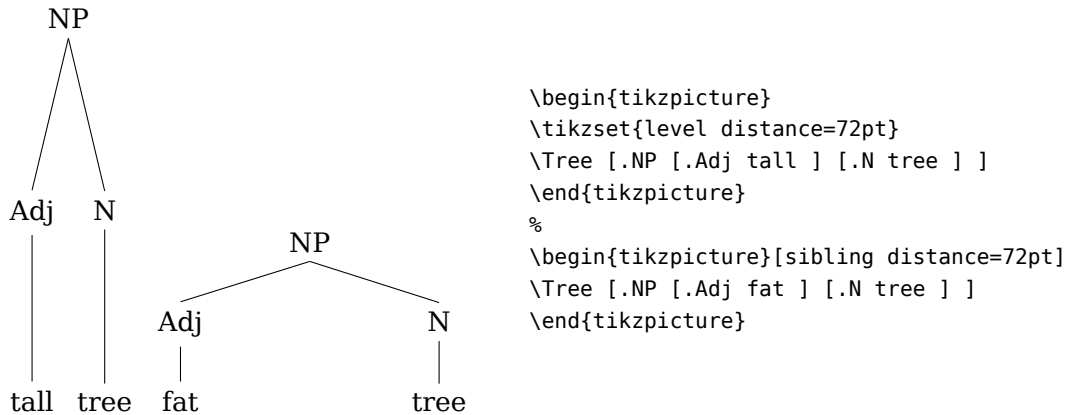 NP
Adj N
tall tree
NP
Adj N
fat tree
\begin{tikzpicture}
\tikzset{level distance=72pt}
\Tree [.NP [.Adj tall ] [.N tree ] ]
\end{tikzpicture}
%
\begin{tikzpicture}[sibling distance=72pt]
\Tree [.NP [.Adj fat ] [.N tree ] ]
\end{tikzpicture}